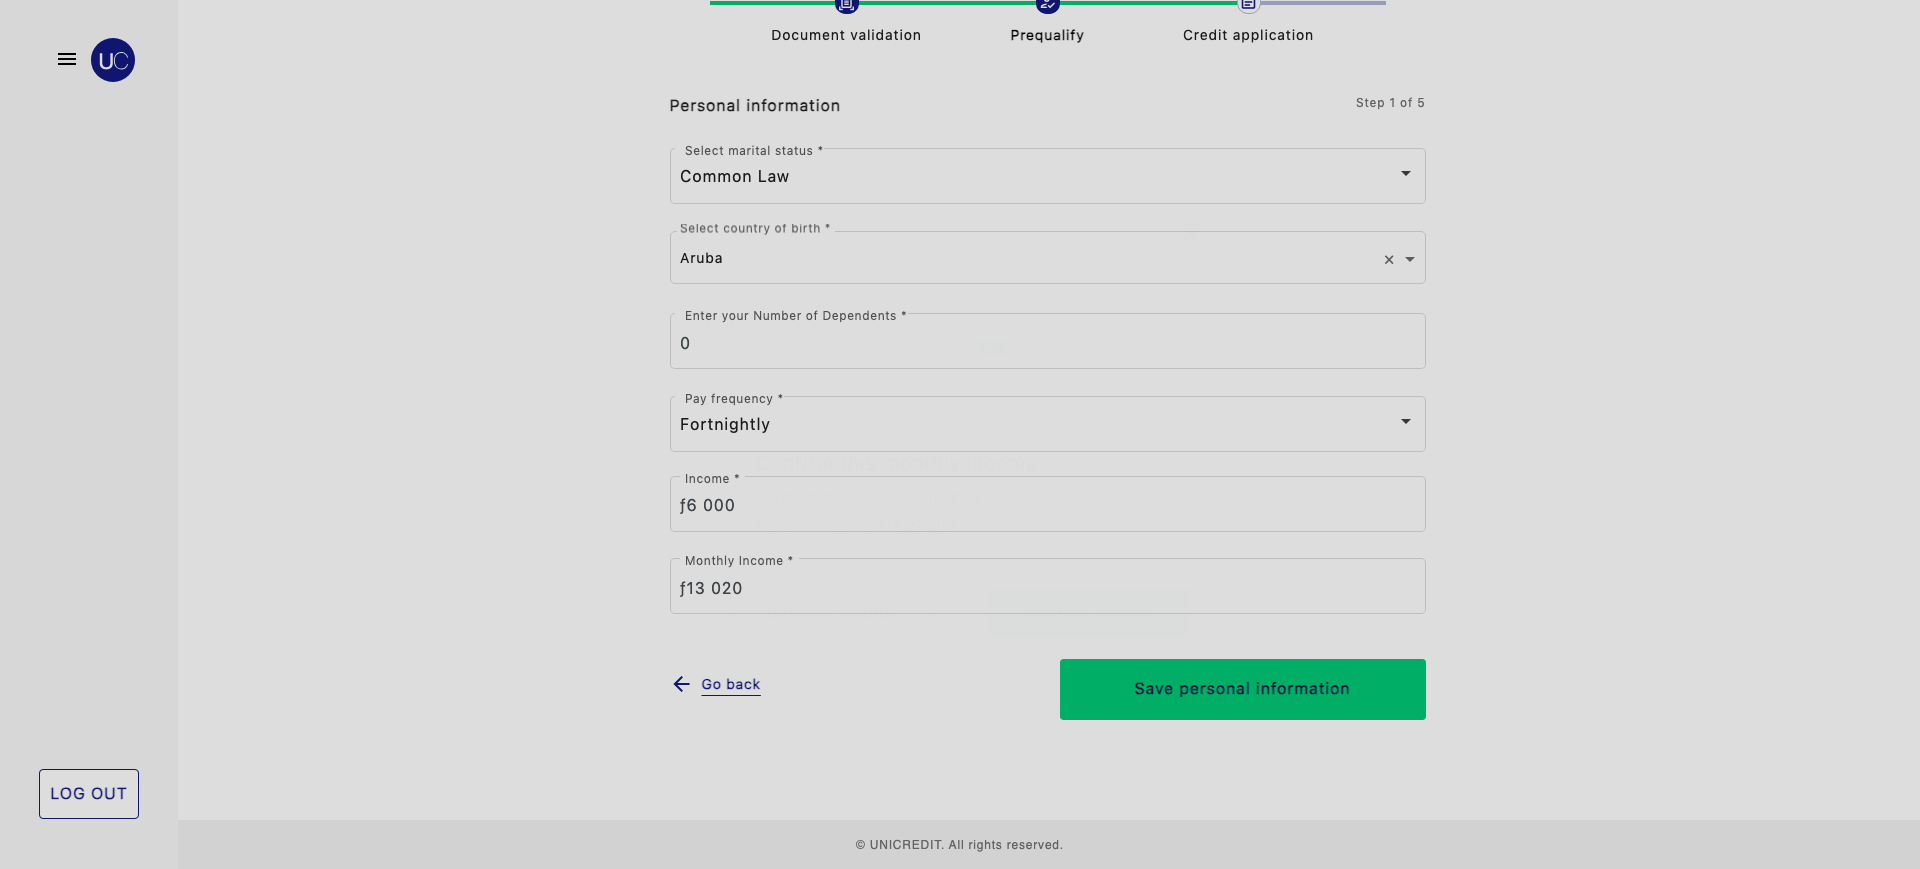 Document validation
Prequalify
Credit application
UC
Personal information
Step 1 of 5
Select marital status *
Common Law
Select country of birth *
Aruba
Enter your Number of Dependents *
0
Pay frequency *
Fortnightly
Income *
ƒ6 000
Monthly Income *
ƒ13 020
Go back
Save personal information
LOG OUT
© UNICREDIT. All rights reserved.